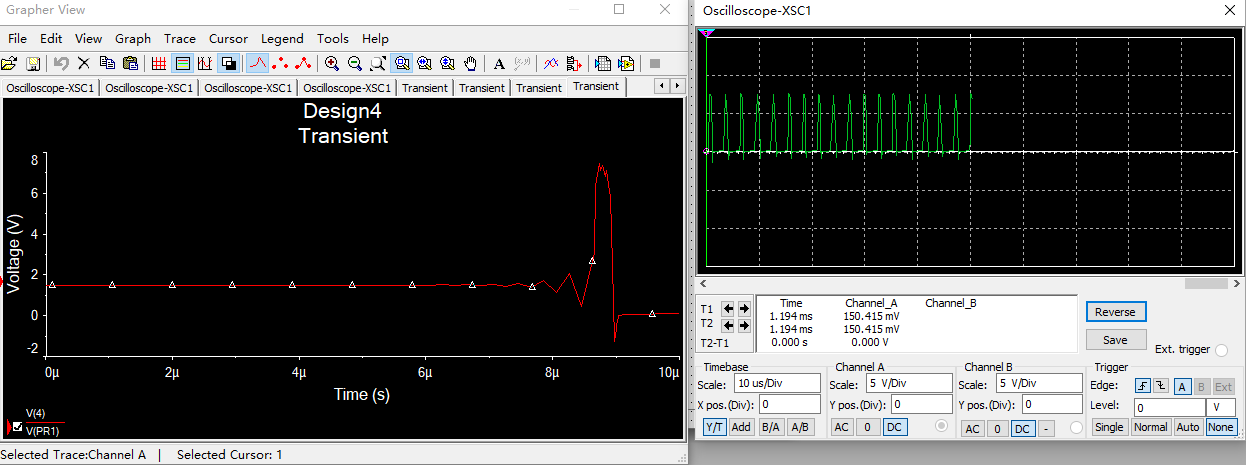 Grapher View
File Edit View Graph Trace Cursor Legend Tools Help
Oscilloscope-XSC1 Oscilloscope-XSC1 Oscilloscope-XSC1 Oscilloscope-XSC1 Transient Transient Transient Transient
Design4
Transient
Voltage (V)
8
6
4
2
0
-2
0μ 2μ 4μ 6μ 8μ 10μ
Time (s)
V(4)
V(PR1)
Selected Trace:Channel A | Selected Cursor: 1
Oscilloscope-XSC1
Time Channel_A Channel_B
T1 1.194 ms 150.415 mV
T2 1.194 ms 150.415 mV
T2-T1 0.000 s 0.000 V
Reverse
Save
Ext. trigger
Timebase
Scale: 10 us/Div
X pos.(Div): 0
Y/T Add B/A A/B
Channel A
Scale: 5 V/Div
Y pos.(Div): 0
AC 0 DC
Channel B
Scale: 5 V/Div
Y pos.(Div): 0
AC 0 DC -
Trigger
Edge: A B Ext
Level: 0 V
Single Normal Auto None